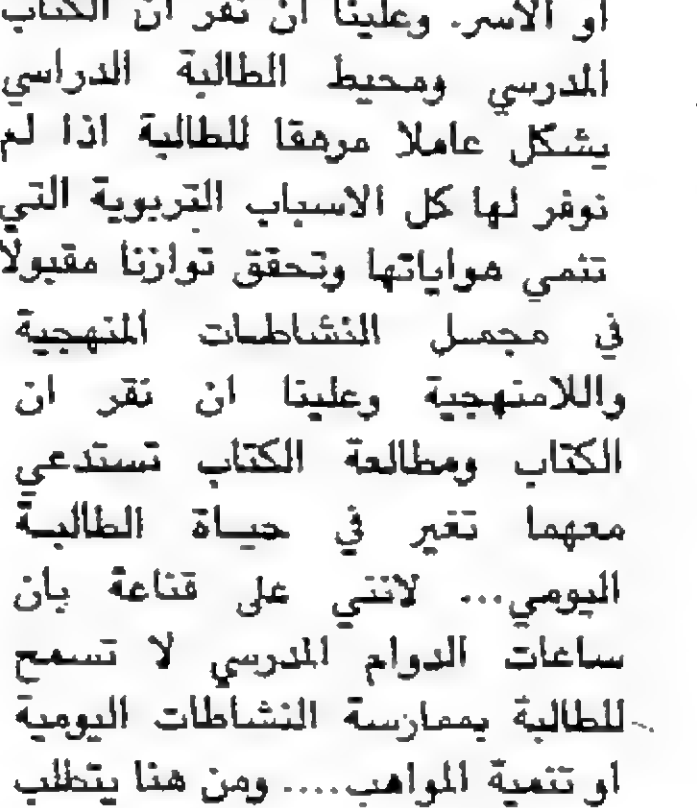 او الاسر. وعلينا ان نقر ان الكتاب
المدرسي ومحيط الطالبة الدراسي
يشكل عاملا مرهقا للطالبة اذا لم
نوفر لها كل الاسباب التربوية التي
تنمي هواياتها وتحقق توازنا مقبولا
في مجمل النشاطات المنهجية
واللامنهجية وعلينا ان نقر ان
الكتاب ومطالعة الكتاب تستدعي
معهما تغير في حياة الطالبة
اليومي... لانني على قناعة بان
ساعات الدوام المدرسي لا تسمح
للطالبة بممارسة النشاطات اليومية
او تنمية المواهب.... ومن هنا يتطلب